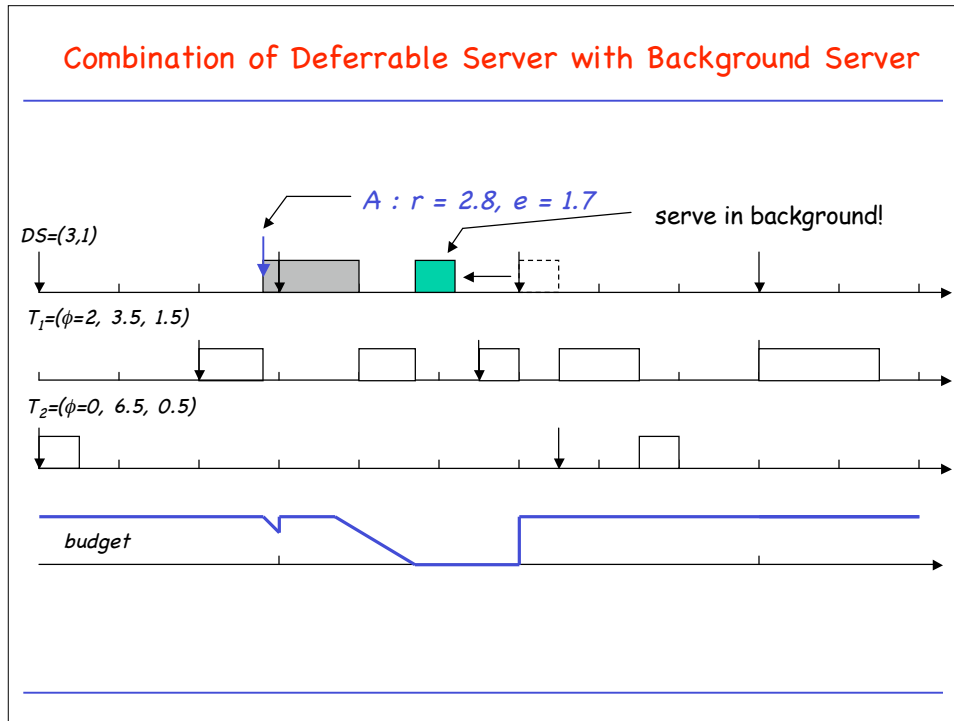 Combination of Deferrable Server with Background Server
A : r = 2.8, e = 1.7
serve in background!
DS=(3,1)
T₁=(ϕ=2, 3.5, 1.5)
T₂=(ϕ=0, 6.5, 0.5)
budget